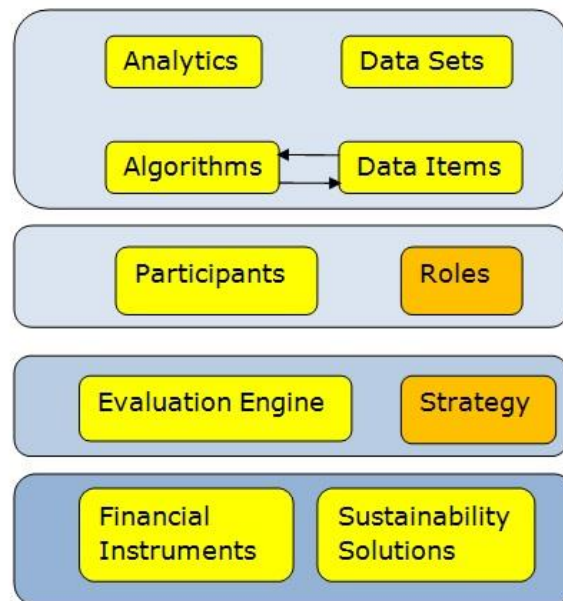 Analytics
Data Sets
Algorithms
Data Items
Participants
Roles
Evaluation Engine
Strategy
Financial
Instruments
Sustainability
Solutions